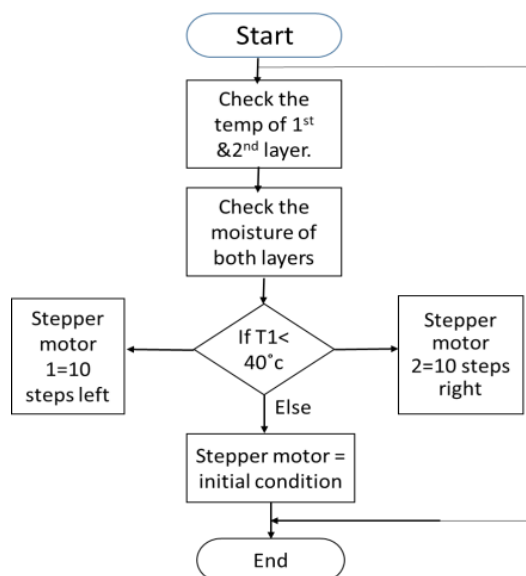 Start
Check the
temp of 1st
&2nd layer.
Check the
moisture of
both layers
If T1<
40˚c
Stepper
motor
1=10
steps left
Stepper
motor
2=10 steps
right
Else
Stepper motor =
initial condition
End